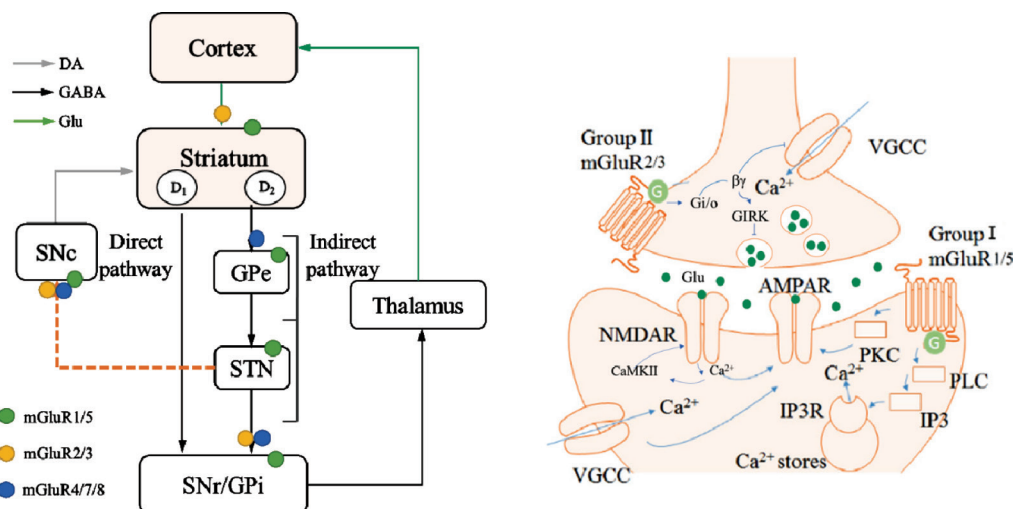 Cortex
DA
GABA
Glu
Striatum
D1
D2
SNc
Direct
pathway
Indirect
pathway
GPe
Thalamus
STN
mGluR1/5
mGluR2/3
mGluR4/7/8
SNr/GPi
Group II
mGluR2/3
VGCC
G
Gi/o
βγ
Ca2+
GIRK
Group I
mGluR1/5
Glu
AMPAR
NMDAR
G
PKC
CaMKII
Ca2+
Ca2+
PLC
Ca2+
IP3R
IP3
VGCC
Ca2+ stores